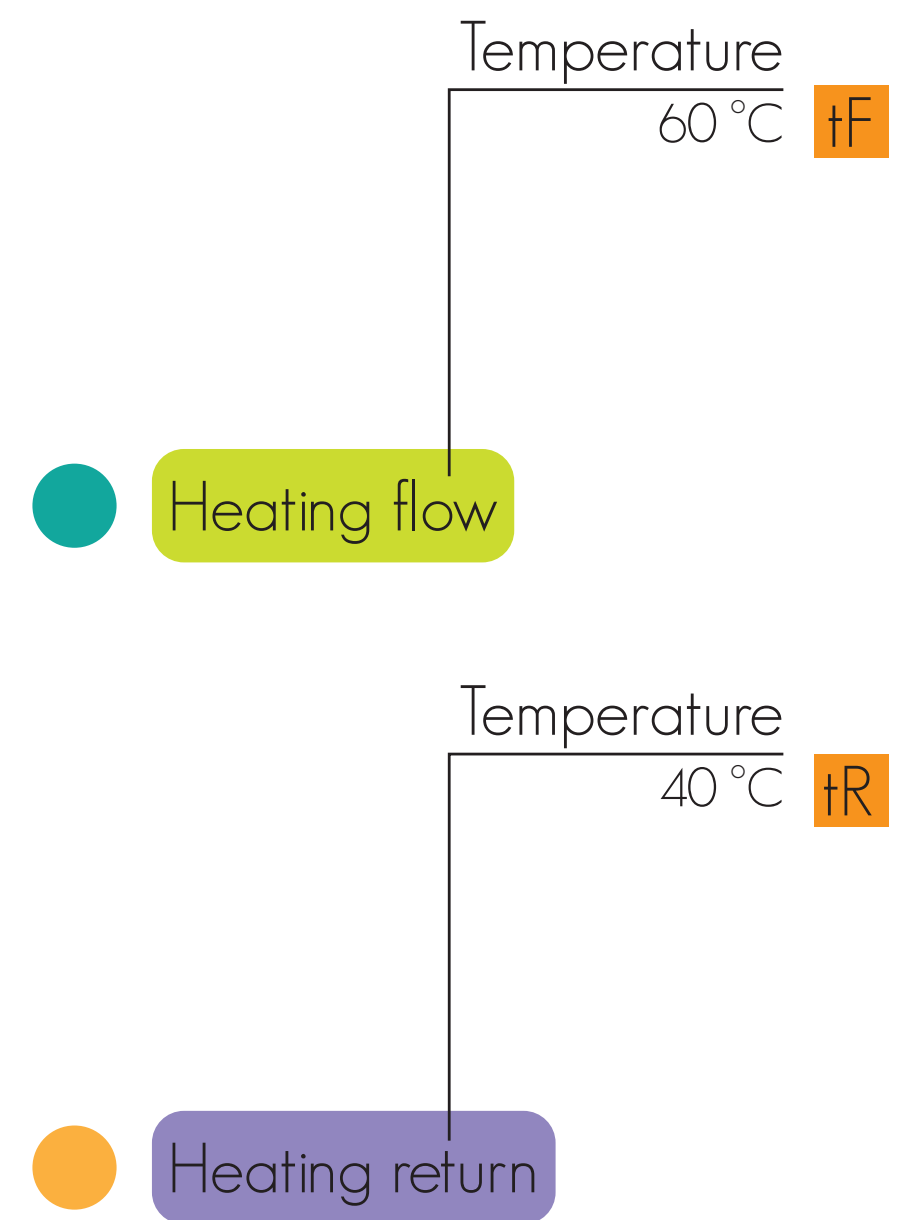 Temperature
60 °C
tF
Heating flow
Temperature
40 °C
tR
Heating return